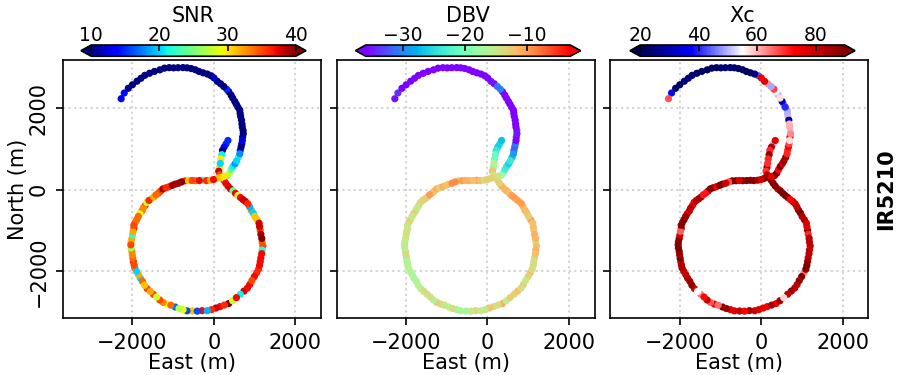 SNR DBV Xc
10 20 30 40 −30 −20 −10 20 40 60 80
2000
0
−2000
North (m)
IR5210
−2000 0 2000 −2000 0 2000 −2000 0 2000
East (m) East (m) East (m)